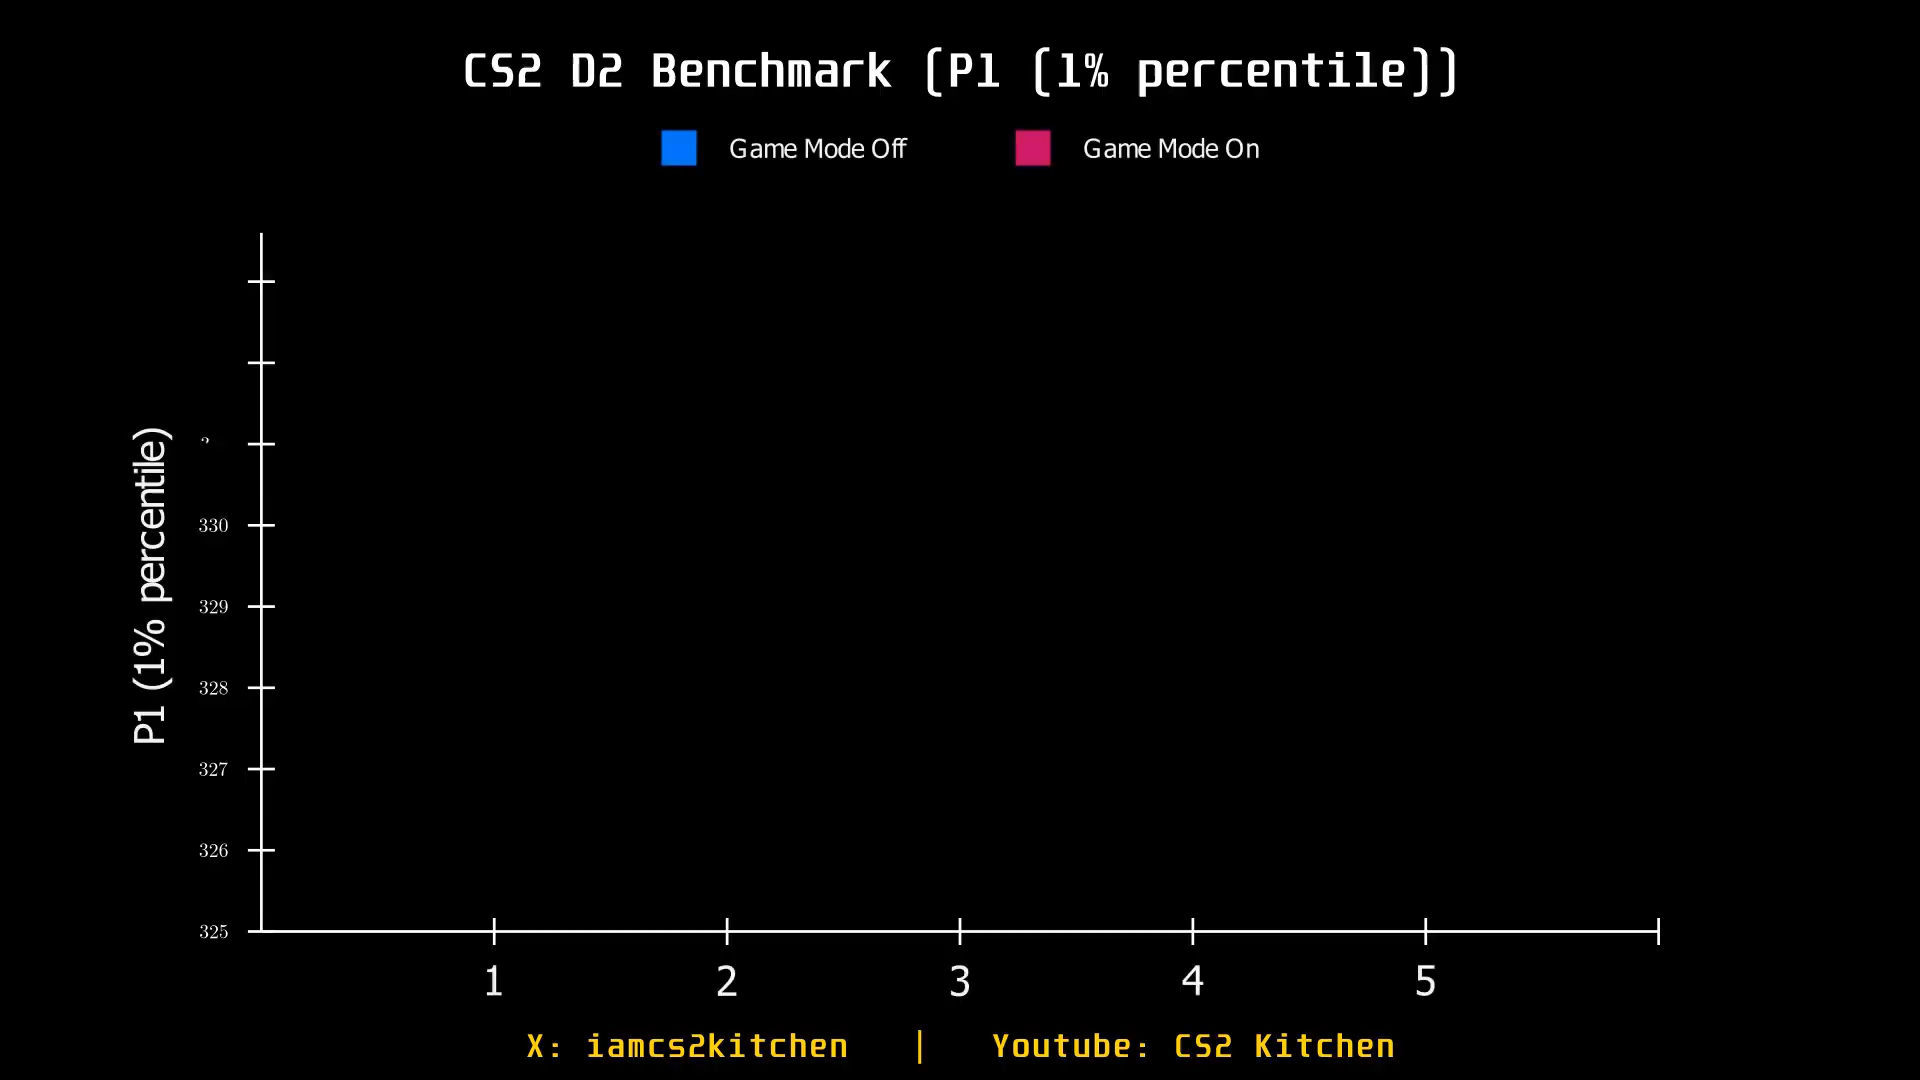 CS2 D2 Benchmark (P1 (1% percentile))
Game Mode Off
Game Mode On
P1 (1% percentile)
330
329
328
327
326
325
1
2
3
4
5
X: iamcs2kitchen | Youtube: CS2 Kitchen